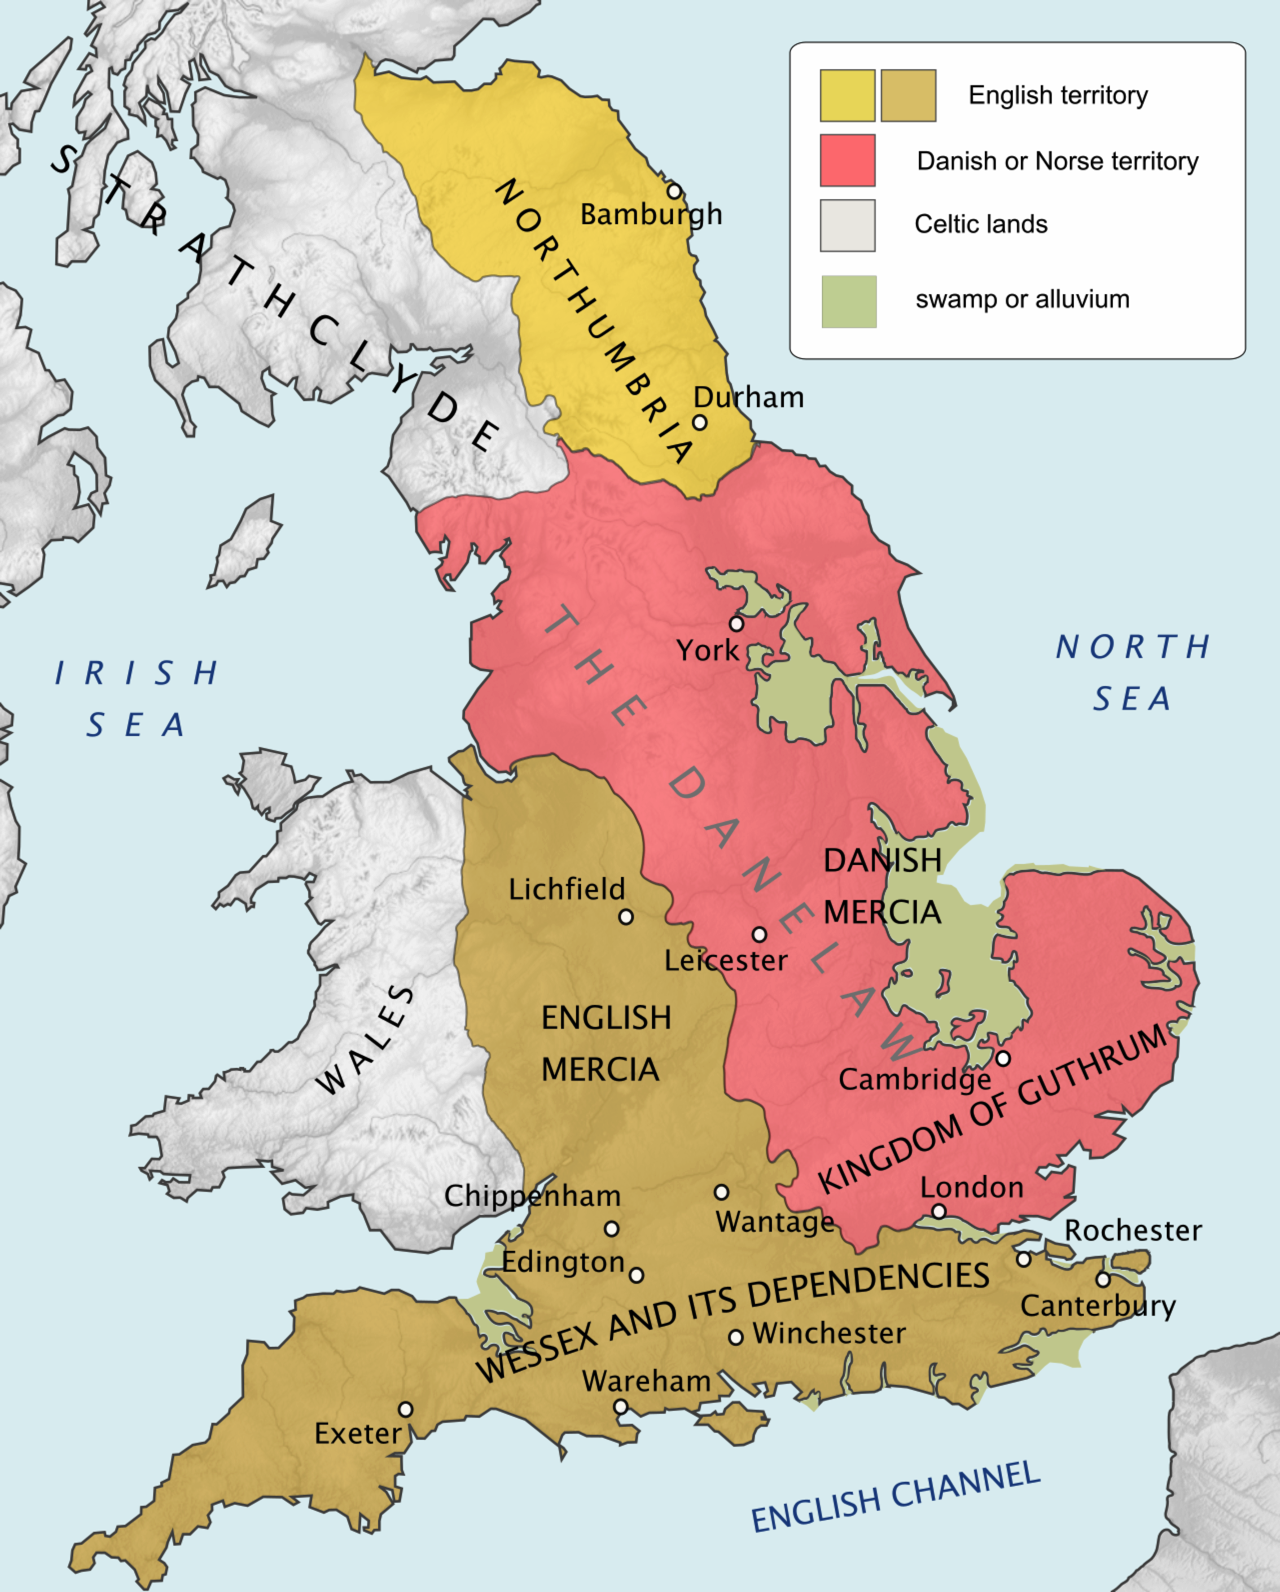 English territory
Danish or Norse territory
Celtic lands
swamp or alluvium
STRATHCLYDE
NORTHUMBRIA
Bamburgh
Durham
York
IRISH
SEA
NORTH
SEA
THE DANELAW
DANISH
MERCIA
Lichfield
Leicester
ENGLISH
MERCIA
WALES
Cambridge
KINGDOM OF GUTHRUM
Chippenham
Wantage
London
Rochester
Edington
Canterbury
WESSEX AND ITS DEPENDENCIES
Winchester
Wareham
Exeter
ENGLISH CHANNEL